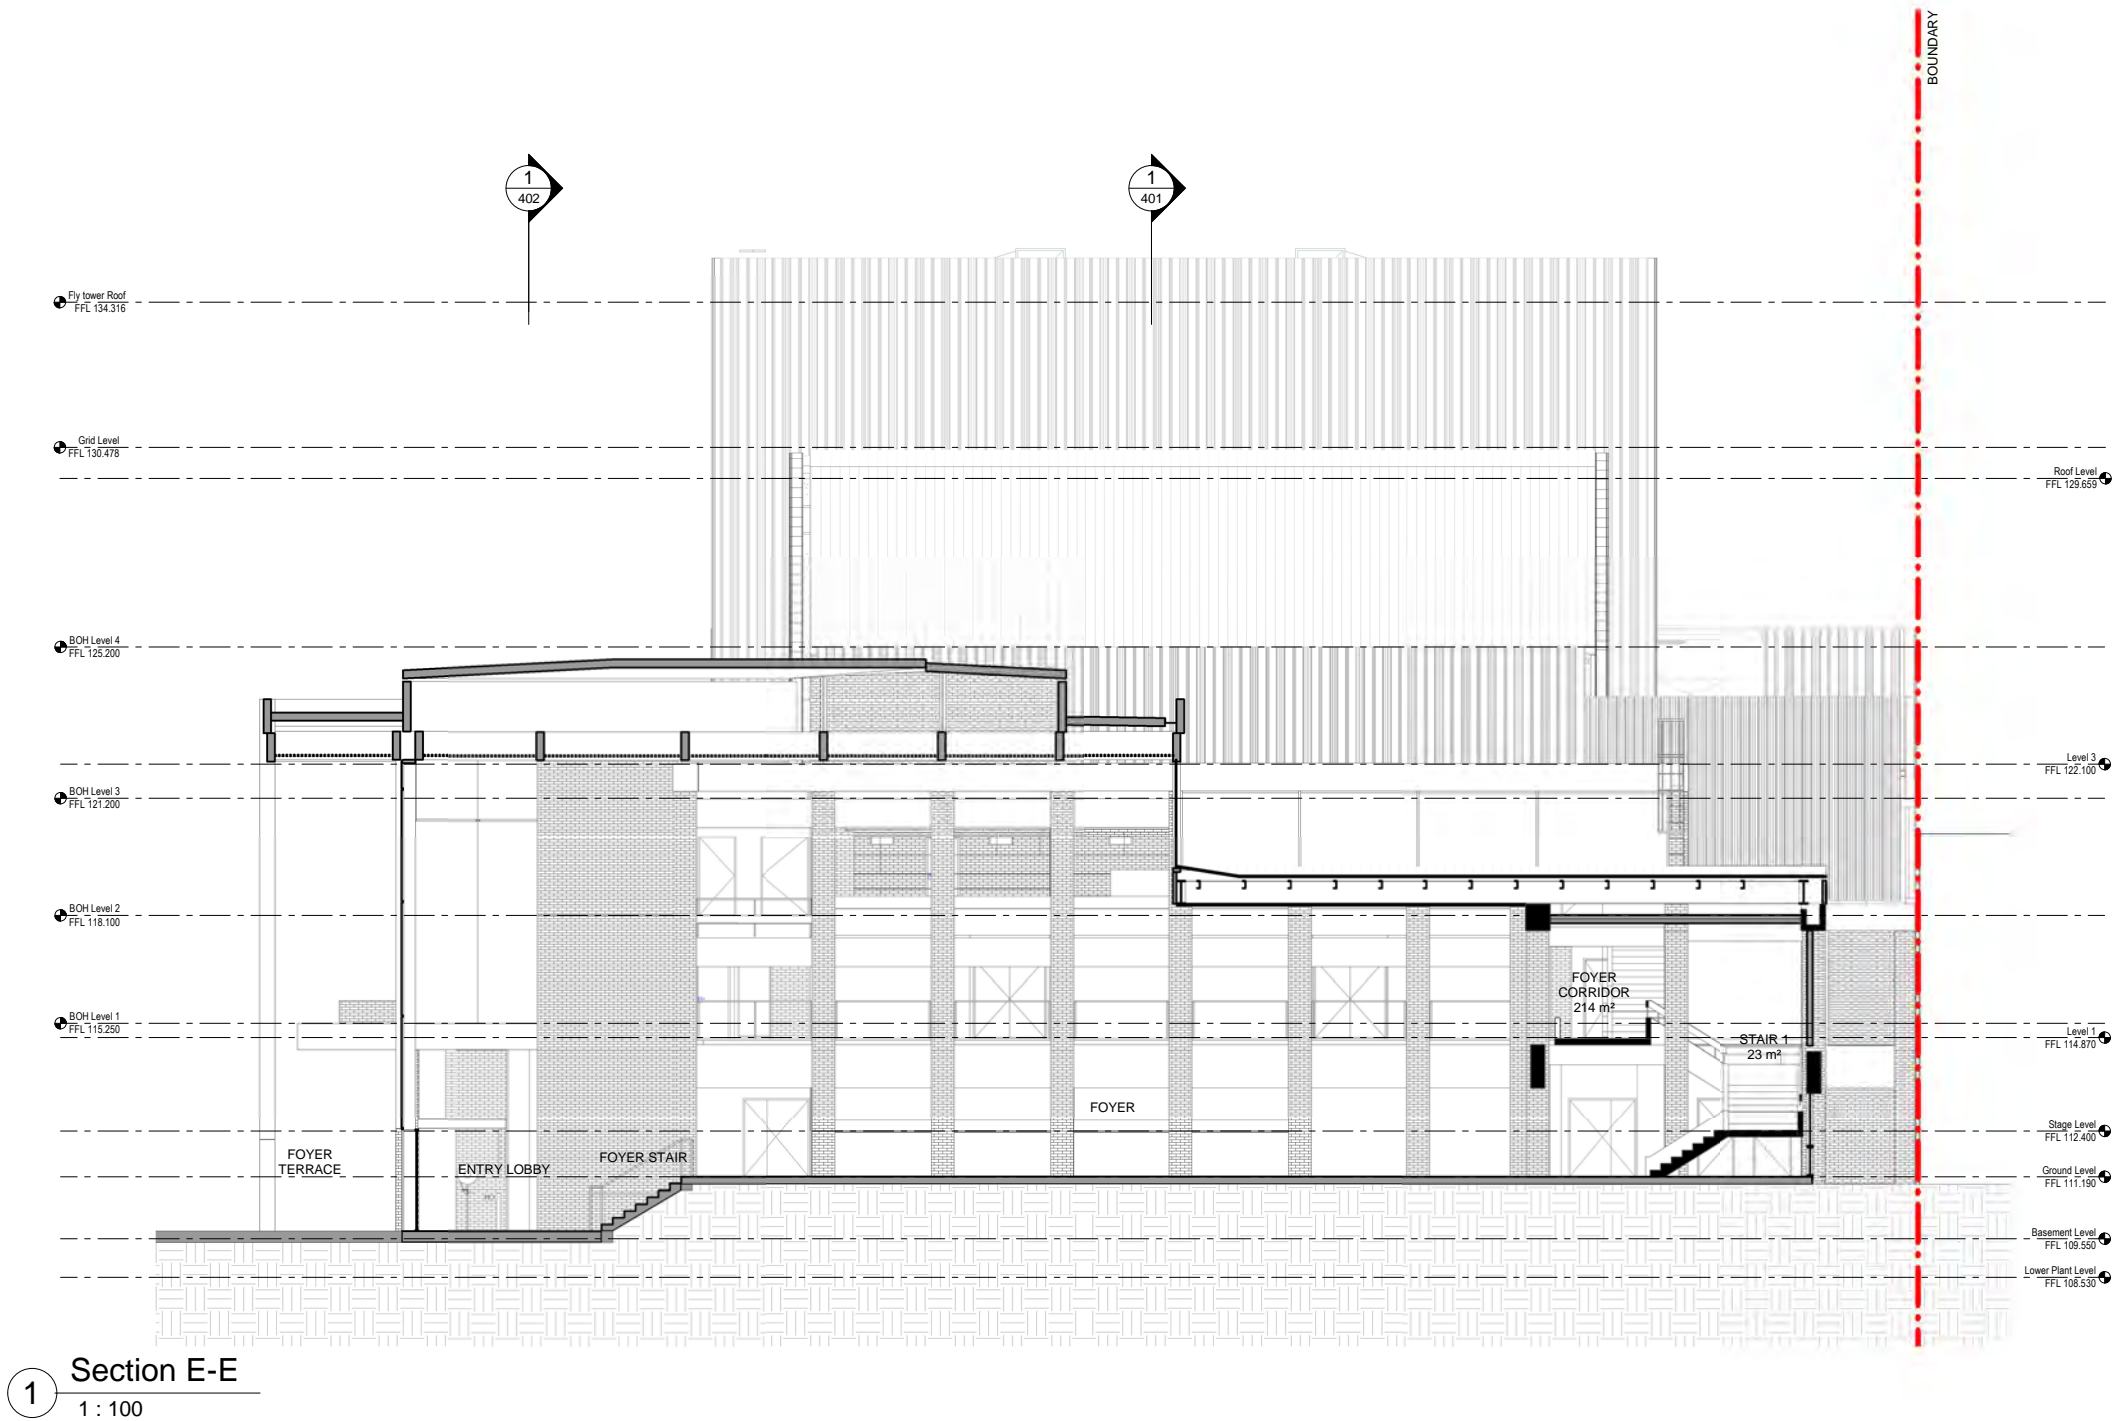 BOUNDARY
1
402
1
401
Fly tower Roof
FFL 134.316
Grid Level
FFL 130.478
Roof Level
FFL 129.659
BOH Level 4
FFL 125.200
Level 3
FFL 122.100
BOH Level 3
FFL 121.200
BOH Level 2
FFL 118.100
FOYER
CORRIDOR
214 m²
BOH Level 1
FFL 115.250
Level 1
FFL 114.870
STAIR 1
23 m²
FOYER
Stage Level
FFL 112.400
FOYER
TERRACE
ENTRY LOBBY
FOYER STAIR
Ground Level
FFL 111.190
Basement Level
FFL 109.550
Lower Plant Level
FFL 108.530
1
Section E-E
1 : 100